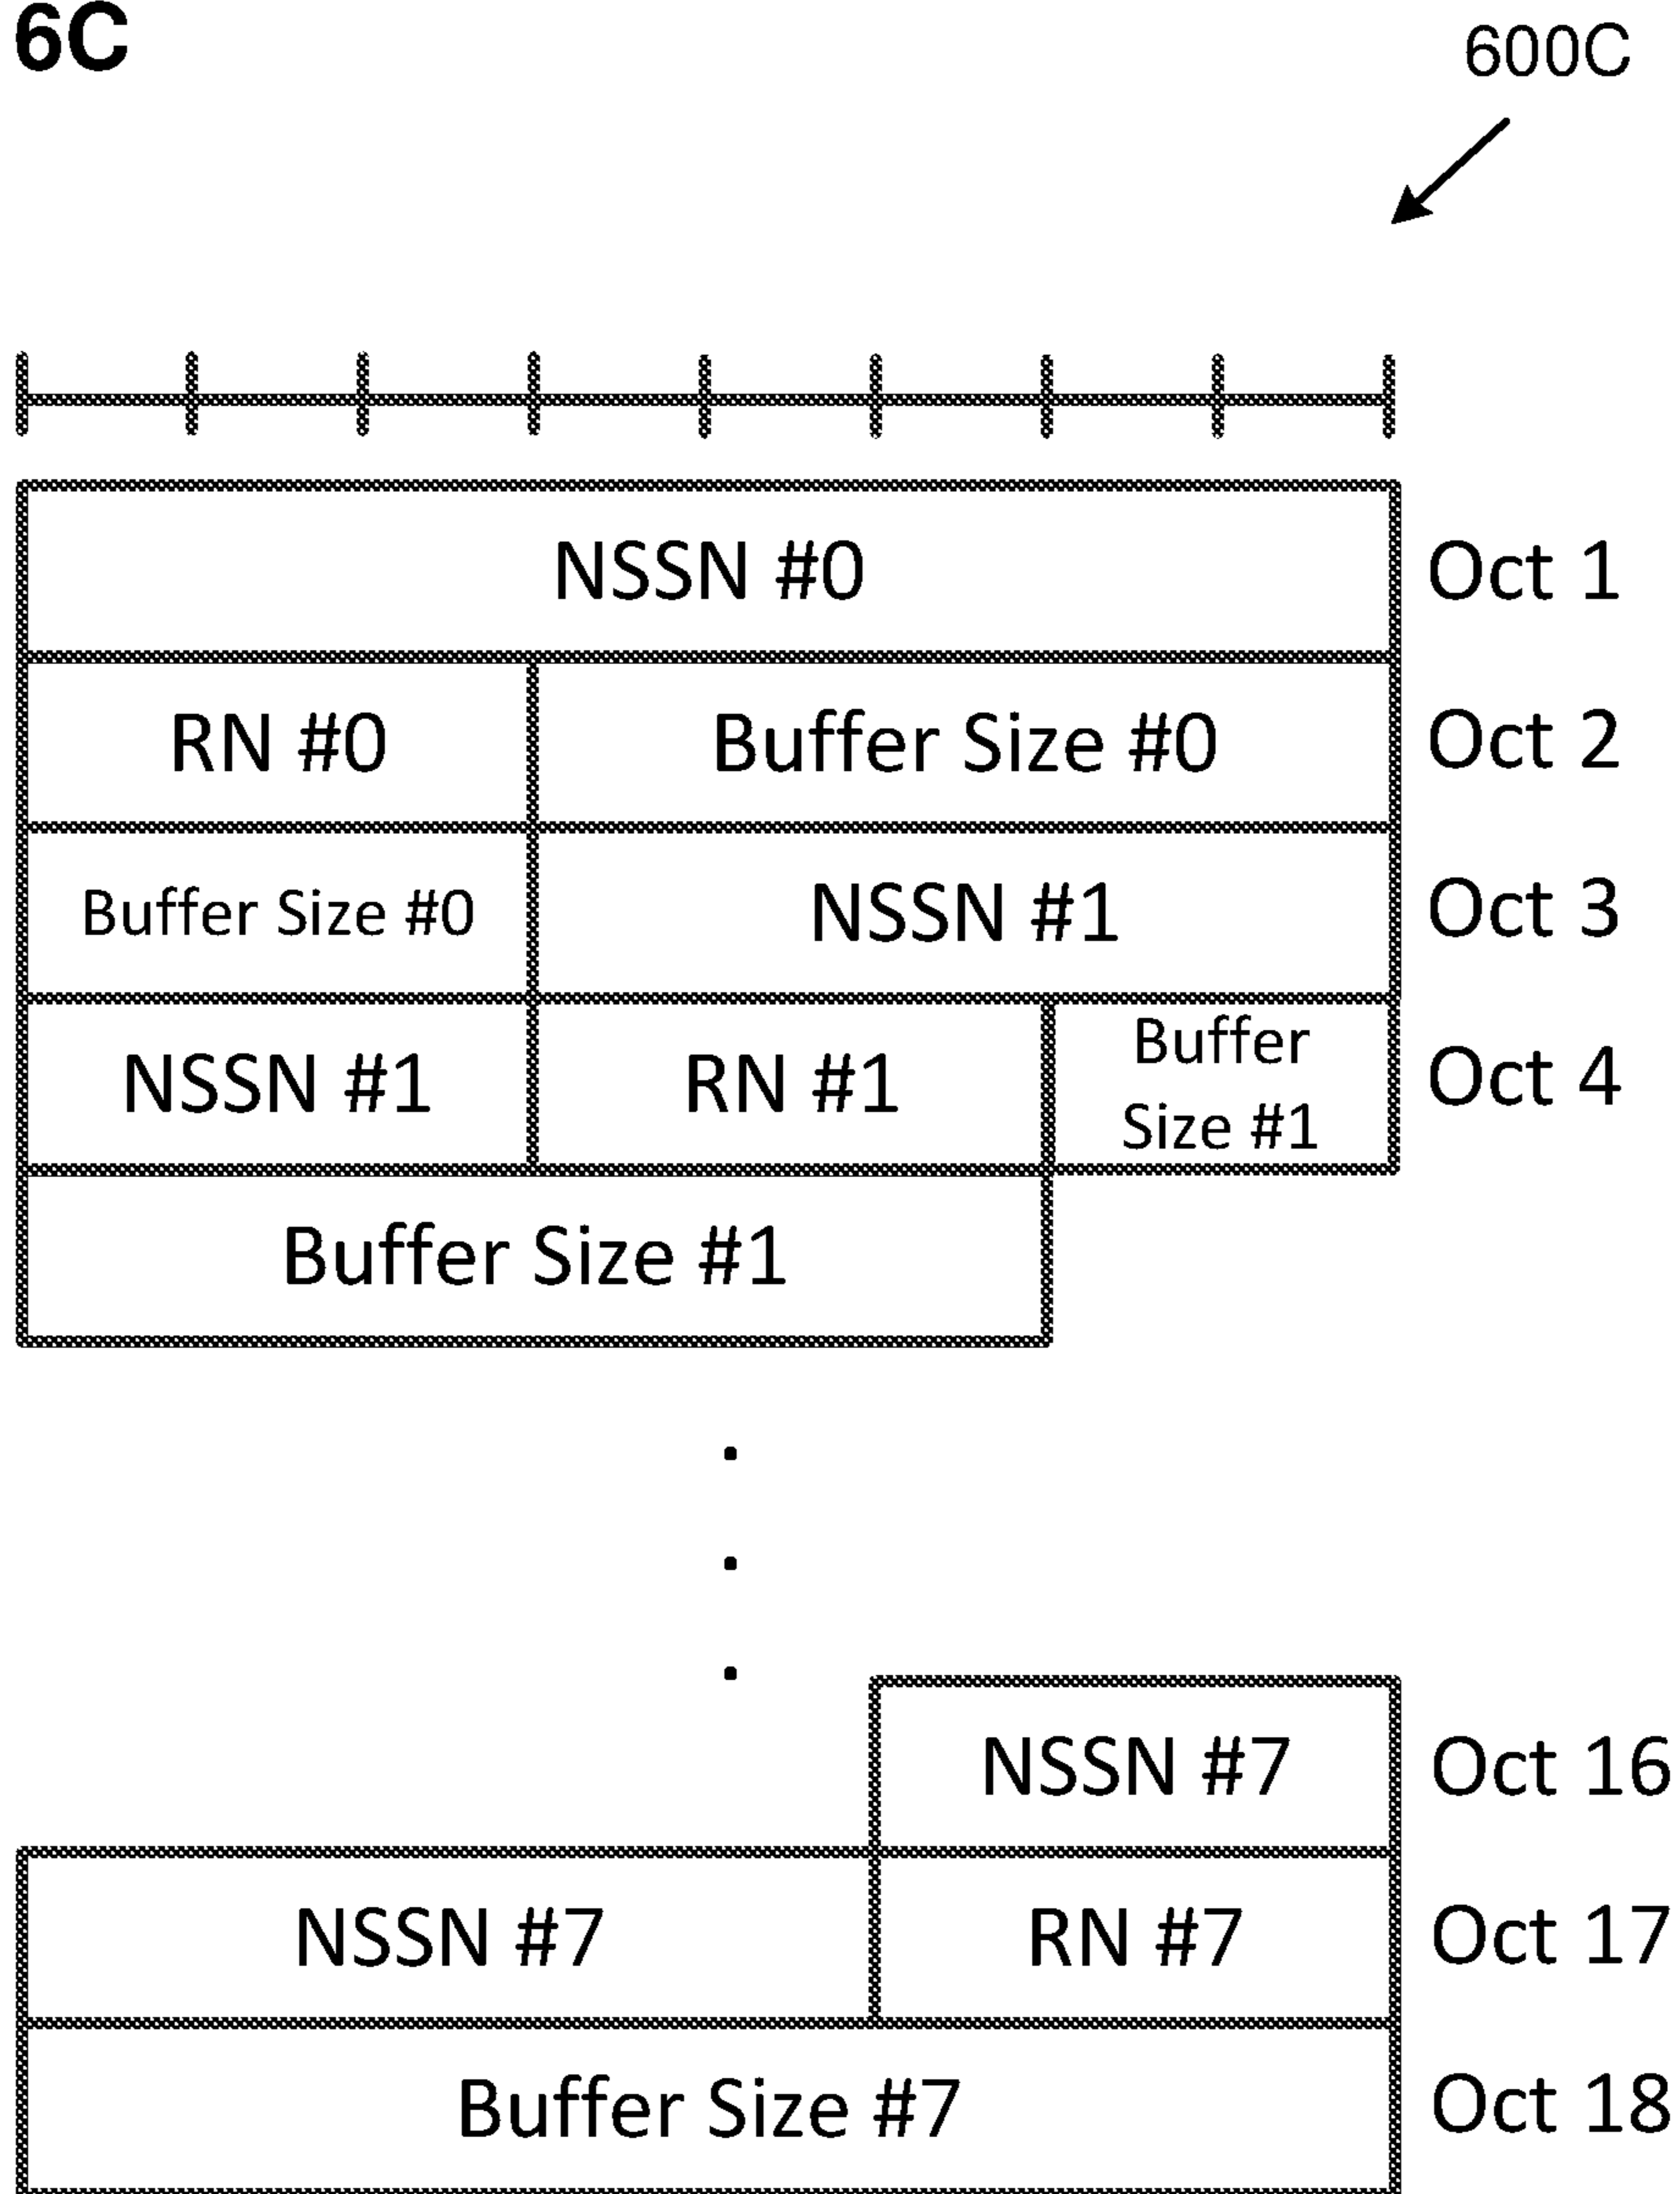 6C
600C
NSSN #0 Oct 1
RN #0 Buffer Size #0 Oct 2
Buffer Size #0 NSSN #1 Oct 3
NSSN #1 RN #1 Buffer Size #1 Oct 4
Buffer Size #1
.
.
.
NSSN #7 Oct 16
NSSN #7 RN #7 Oct 17
Buffer Size #7 Oct 18